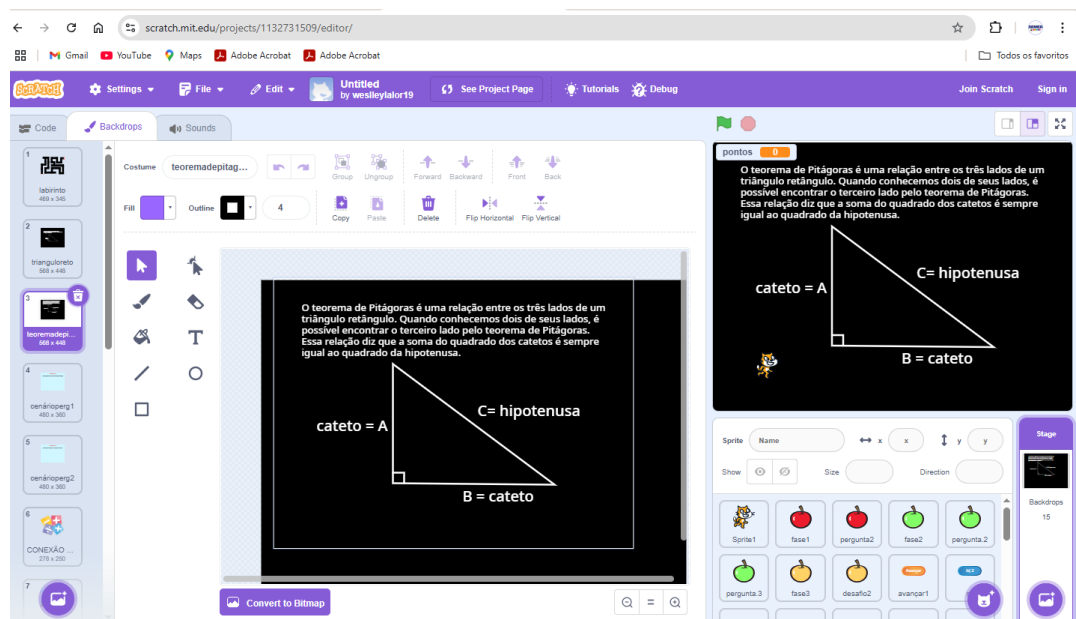 scratch.mit.edu/projects/1132731509/editor/
Gmail YouTube Maps Adobe Acrobat Adobe Acrobat Todos os favoritos
SCRATCH Settings File Edit Untitled See Project Page Tutorials Debug Join Scratch Sign in
by weslleylalor19
Code Backdrops Sounds
1
labirinto
469 x 345
2
trianguloreto
568 x 448
3
teoremadepi...
568 x 448
4
cenárioperg1
480 x 360
5
cenárioperg2
480 x 360
6
CONEXÃO ...
278 x 250
7
Costume teoremadepitag... Group Ungroup Forward Backward Front Back
Fill Outline 4 Copy Paste Delete Flip Horizontal Flip Vertical
T
O teorema de Pitágoras é uma relação entre os três lados de um
triângulo retângulo. Quando conhecemos dois de seus lados, é
possível encontrar o terceiro lado pelo teorema de Pitágoras.
Essa relação diz que a soma do quadrado dos catetos é sempre
igual ao quadrado da hipotenusa.
C= hipotenusa
cateto = A
B = cateto
Convert to Bitmap
pontos 0
O teorema de Pitágoras é uma relação entre os três lados de um
triângulo retângulo. Quando conhecemos dois de seus lados, é
possível encontrar o terceiro lado pelo teorema de Pitágoras.
Essa relação diz que a soma do quadrado dos catetos é sempre
igual ao quadrado da hipotenusa.
C= hipotenusa
cateto = A
B = cateto
Sprite Name x x y y
Show Size Direction
Sprite1 fase1 pergunta2 fase2 pergunta.2
pergunta.3 fase3 desafio2 avançar1
Stage
Backdrops
15